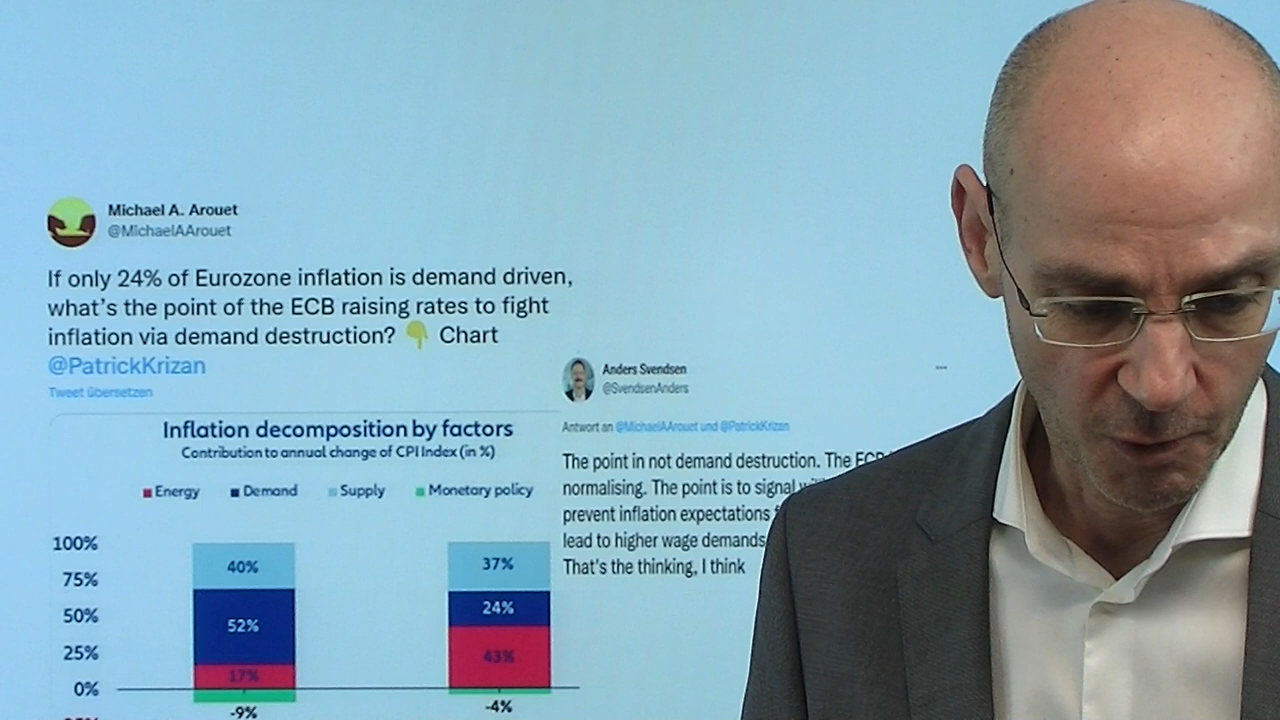 Michael A. Arouet
@MichaelAArouet
If only 24% of Eurozone inflation is demand driven,
what's the point of the ECB raising rates to fight
inflation via demand destruction? 👇 Chart
@PatrickKrizan
Tweet übersetzen
Inflation decomposition by factors
Contribution to annual change of CPI Index (in %)
Energy Demand Supply Monetary policy
100%
75%
50%
25%
0%
40%
52%
17%
-9%
37%
24%
43%
-4%
Anders Svendsen
@SvendsenAnders
...
Antwort an @MichaelAArouet und @PatrickKrizan
The point in not demand destruction. The ECB
normalising. The point is to signal
prevent inflation expectations
lead to higher wage demands
That's the thinking, I think